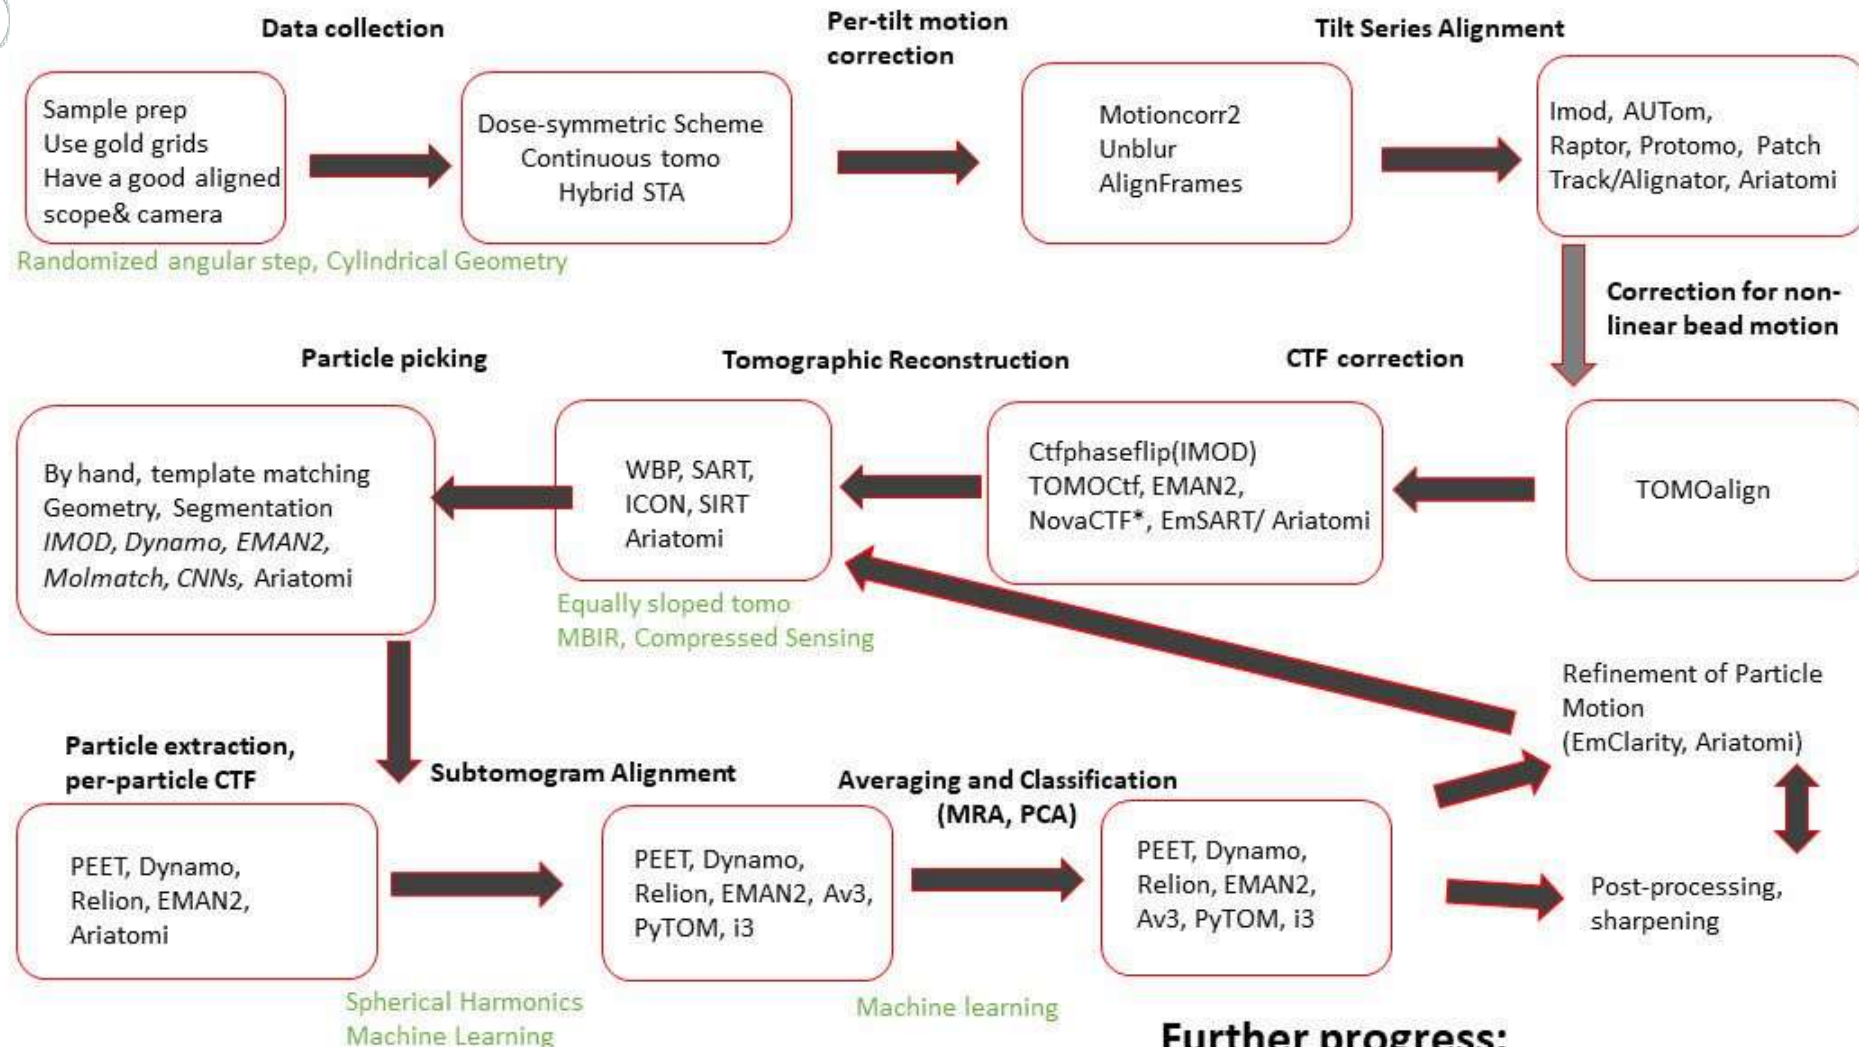 Data collection
Per-tilt motion
correction
Tilt Series Alignment
Sample prep
Use gold grids
Have a good aligned
scope& camera
Dose-symmetric Scheme
Continuous tomo
Hybrid STA
Motioncorr2
Unblur
AlignFrames
Imod, AUTom,
Raptor, Protomo, Patch
Track/Alignator, Ariatomi
Randomized angular step, Cylindrical Geometry
Correction for non-
linear bead motion
Particle picking
Tomographic Reconstruction
CTF correction
By hand, template matching
Geometry, Segmentation
IMOD, Dynamo, EMAN2,
Molmatch, CNNs, Ariatomi
WBP, SART,
ICON, SIRT
Ariatomi
Ctfphaseflip(IMOD)
TOMOCtf, EMAN2,
NovaCTF*, EmSART/ Ariatomi
TOMOalign
Equally sloped tomo
MBIR, Compressed Sensing
Refinement of Particle
Motion
(EmClarity, Ariatomi)
Particle extraction,
per-particle CTF
Subtomogram Alignment
Averaging and Classification
(MRA, PCA)
PEET, Dynamo,
Relion, EMAN2,
Ariatomi
PEET, Dynamo,
Relion, EMAN2, Av3,
PyTOM, i3
PEET, Dynamo,
Relion, EMAN2,
Av3, PyTOM, i3
Post-processing,
sharpening
Spherical Harmonics
Machine Learning
Machine learning
Further progress: